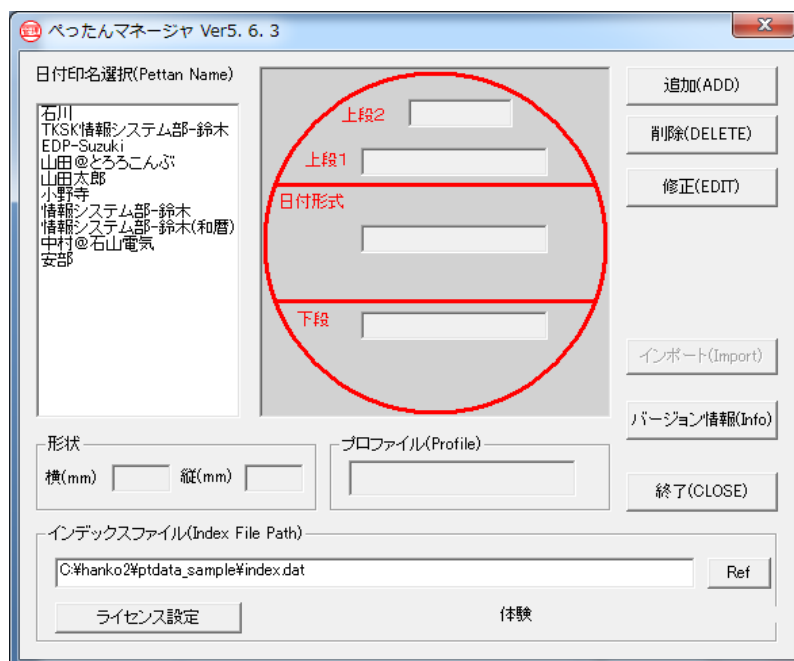 ぺったんマネージャ Ver5. 6. 3
日付印名選択(Pettan Name)
石川
TKSK情報システム部-鈴木
EDP-Suzuki
山田@とろろこんぶ
山田太郎
小野寺
情報システム部-鈴木
情報システム部-鈴木(和暦)
中村@石山電気
安部
上段2
上段1
日付形式
下段
追加(ADD)
削除(DELETE)
修正(EDIT)
インポート(Import)
バージョン情報(Info)
終了(CLOSE)
形状
横(mm)
縦(mm)
プロファイル(Profile)
インデックスファイル(Index File Path)
C:¥hanko2¥ptdata_sample¥index.dat
Ref
ライセンス設定
体験